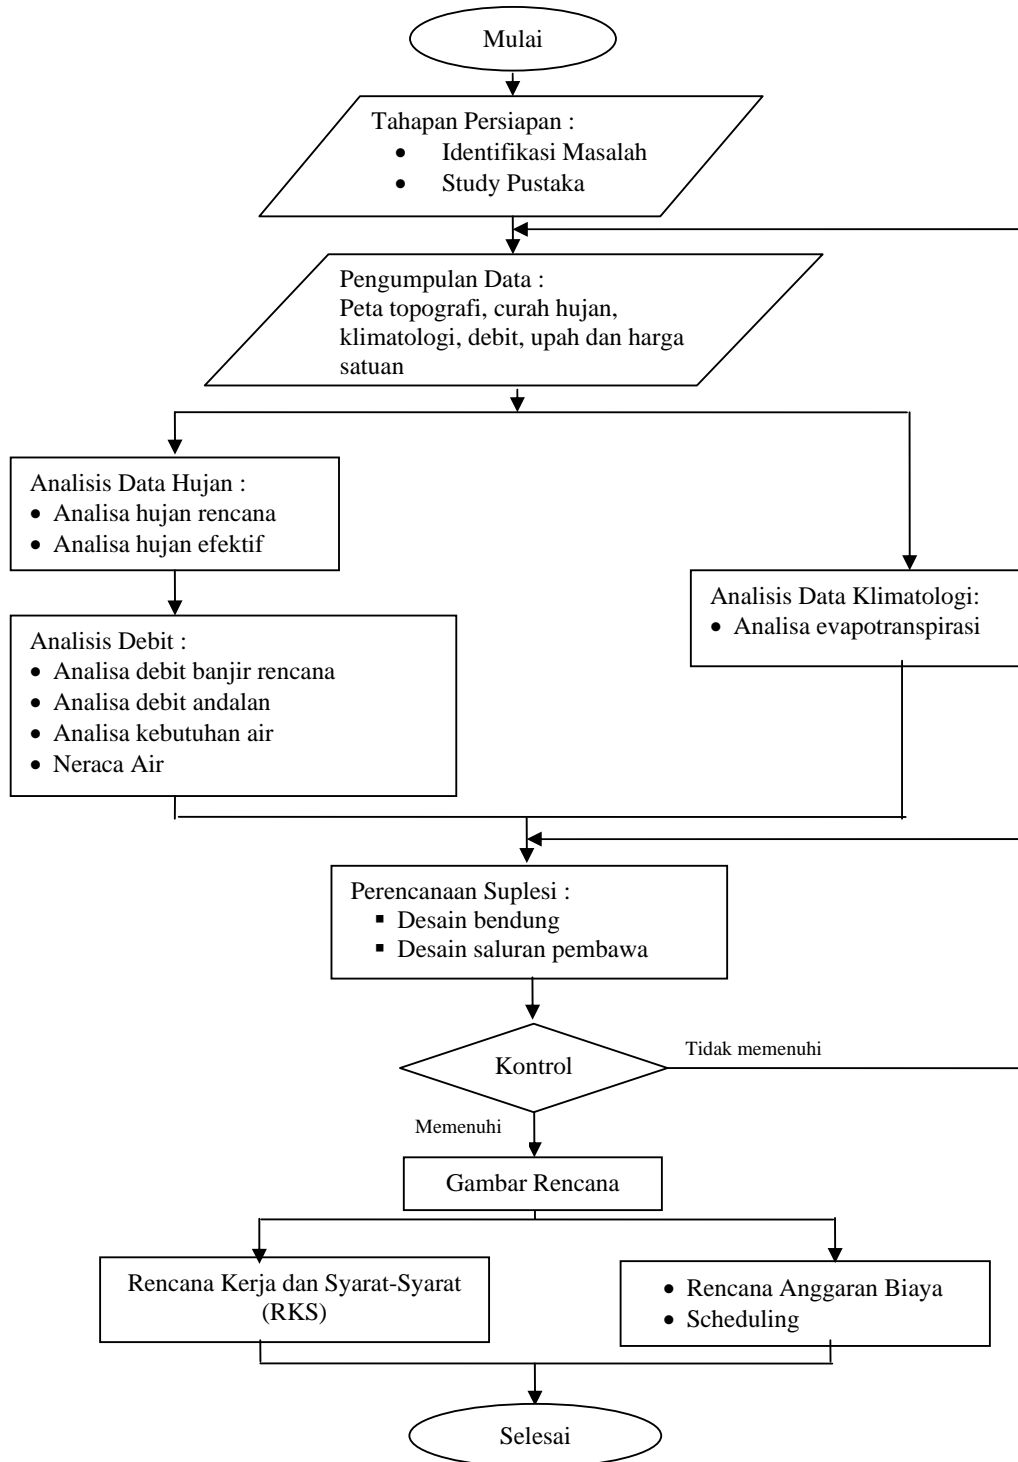 Mulai
Tahapan Persiapan :
• Identifikasi Masalah
• Study Pustaka
Pengumpulan Data :
Peta topografi, curah hujan,
klimatologi, debit, upah dan harga
satuan
Analisis Data Hujan :
• Analisa hujan rencana
• Analisa hujan efektif
Analisis Data Klimatologi:
• Analisa evapotranspirasi
Analisis Debit :
• Analisa debit banjir rencana
• Analisa debit andalan
• Analisa kebutuhan air
• Neraca Air
Perencanaan Suplesi :
▪ Desain bendung
▪ Desain saluran pembawa
Kontrol
Tidak memenuhi
Memenuhi
Gambar Rencana
Rencana Kerja dan Syarat-Syarat
(RKS)
• Rencana Anggaran Biaya
• Scheduling
Selesai